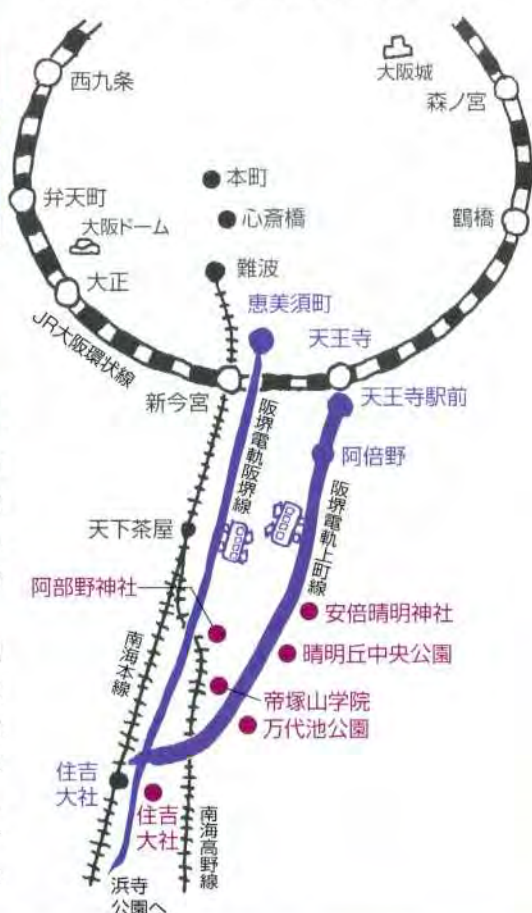 大阪城
西九条
森ノ宮
本町
弁天町
心斎橋
鶴橋
大阪ドーム
難波
大正
恵美須町
天王寺
JR大阪環状線
新今宮
天王寺駅前
阪堺電軌阪堺線
阿倍野
阪堺電軌上町線
天下茶屋
阿部野神社
安倍晴明神社
晴明丘中央公園
南海本線
帝塚山学院
万代池公園
住吉
大社
住吉
大社
南海高野線
浜寺
公園へ